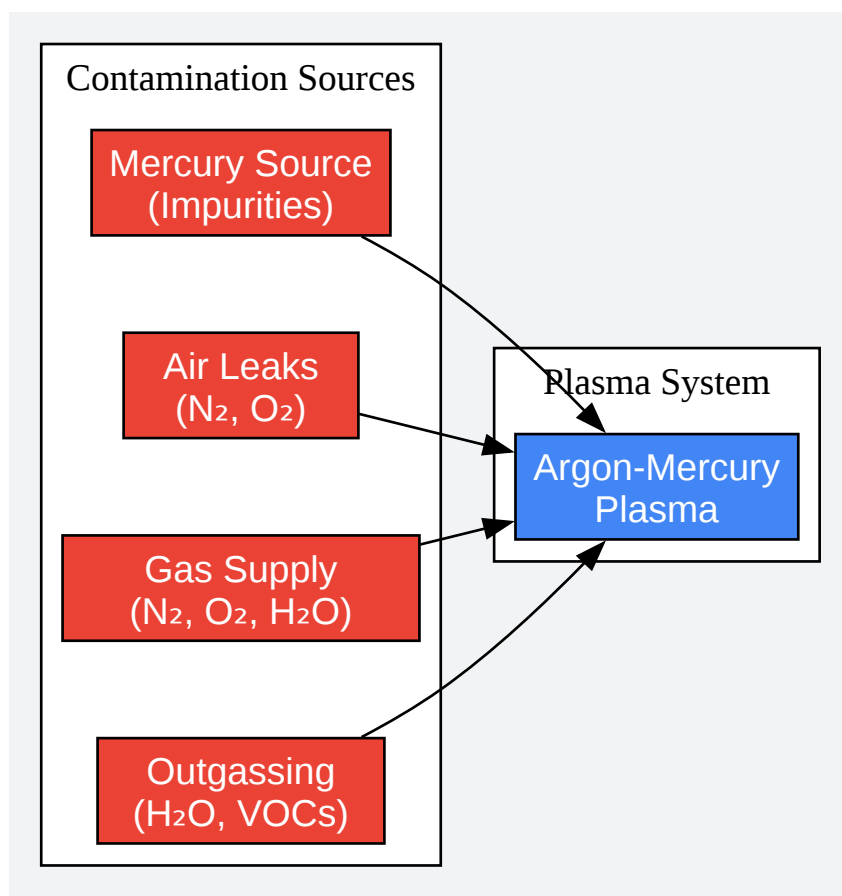 Contamination Sources
Mercury Source
(Impurities)
Air Leaks
(N₂, O₂)
Gas Supply
(N₂, O₂, H₂O)
Outgassing
(H₂O, VOCs)
Plasma System
Argon-Mercury
Plasma